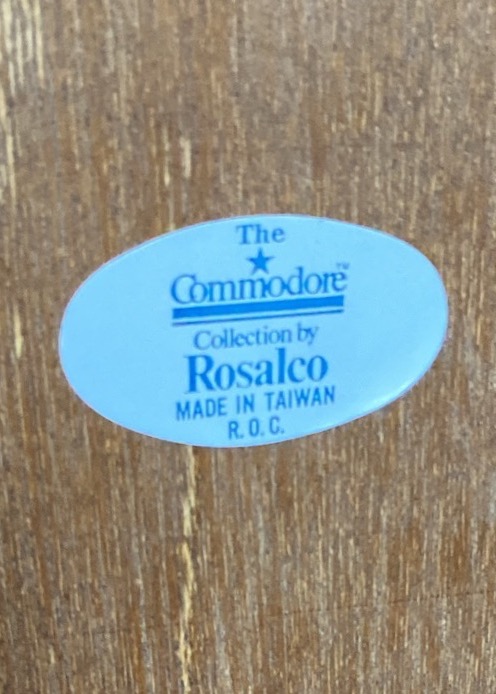 The
Commodore™
Collection by
Rosalco
MADE IN TAIWAN
R.O.C.